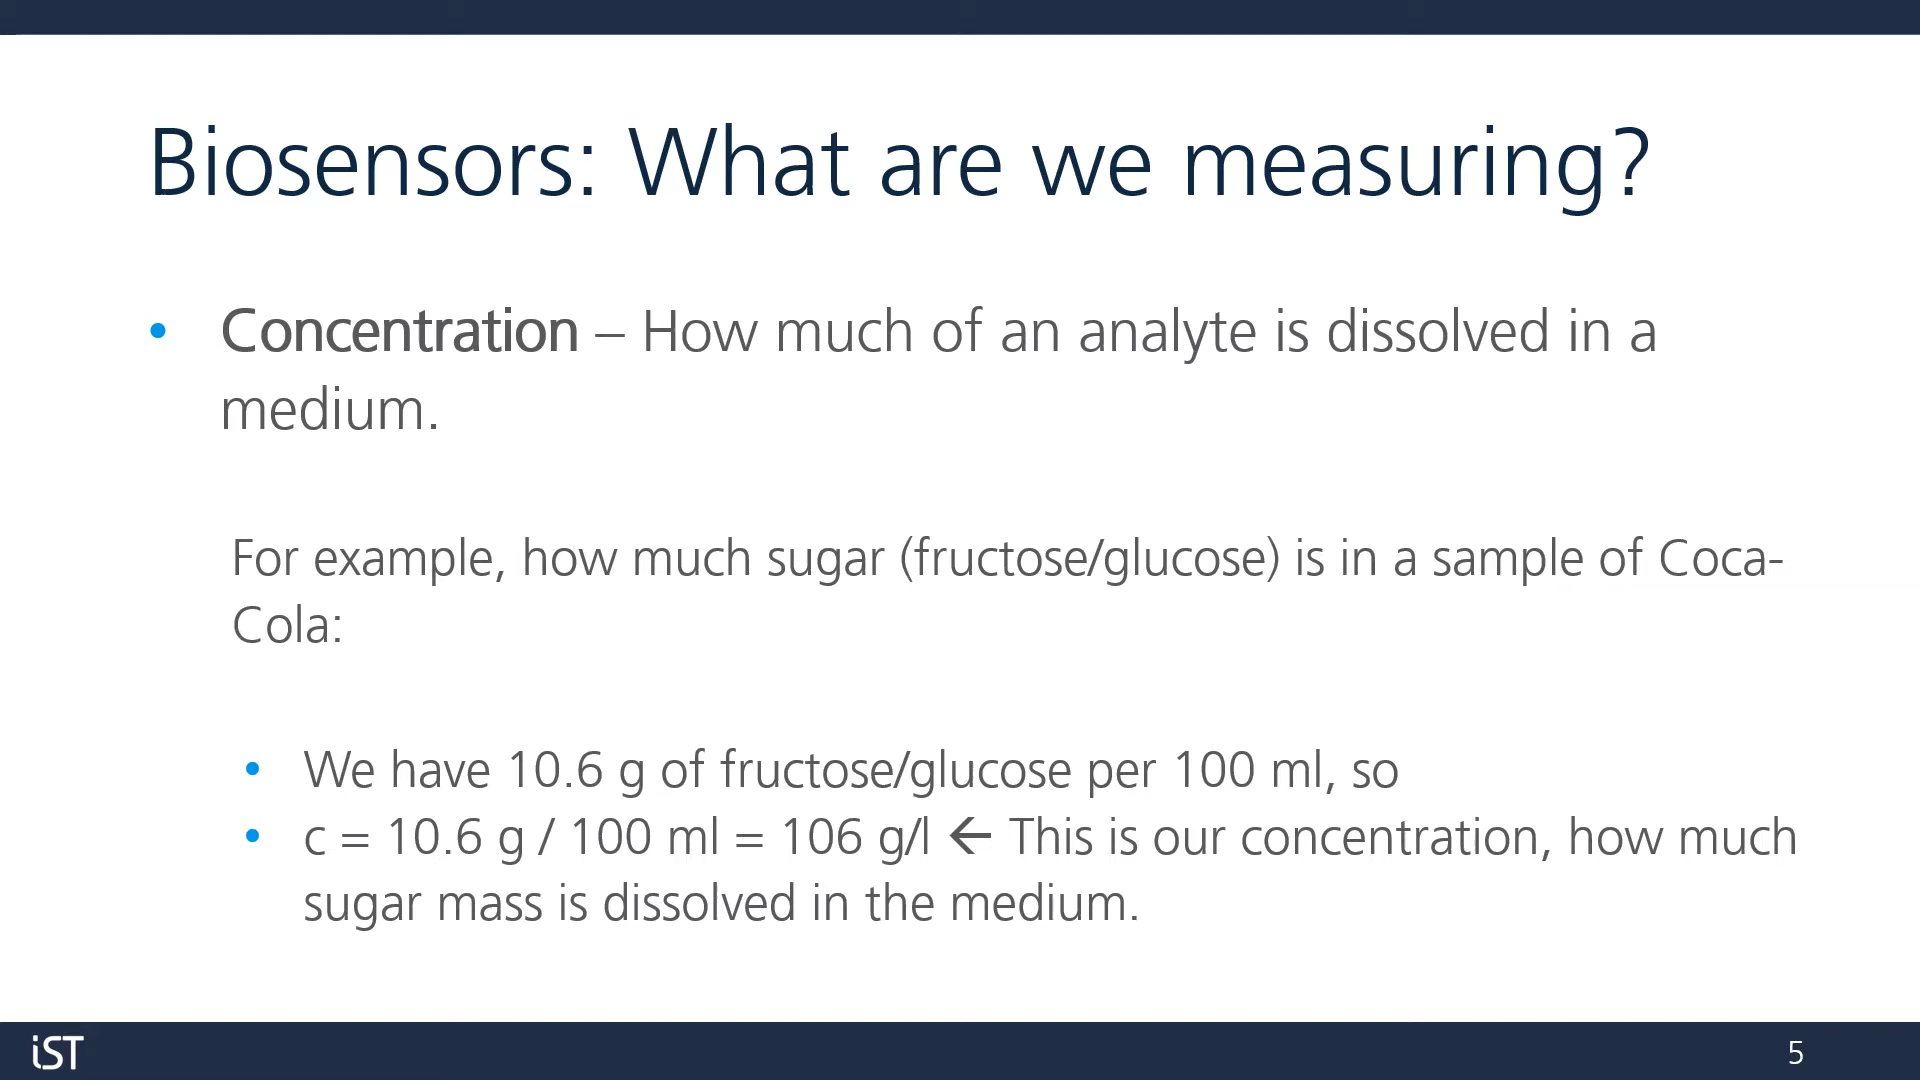 Biosensors: What are we measuring?
• Concentration – How much of an analyte is dissolved in a
medium.
For example, how much sugar (fructose/glucose) is in a sample of Coca-
Cola:
• We have 10.6 g of fructose/glucose per 100 ml, so
• c = 10.6 g / 100 ml = 106 g/l ← This is our concentration, how much
sugar mass is dissolved in the medium.
iST
5